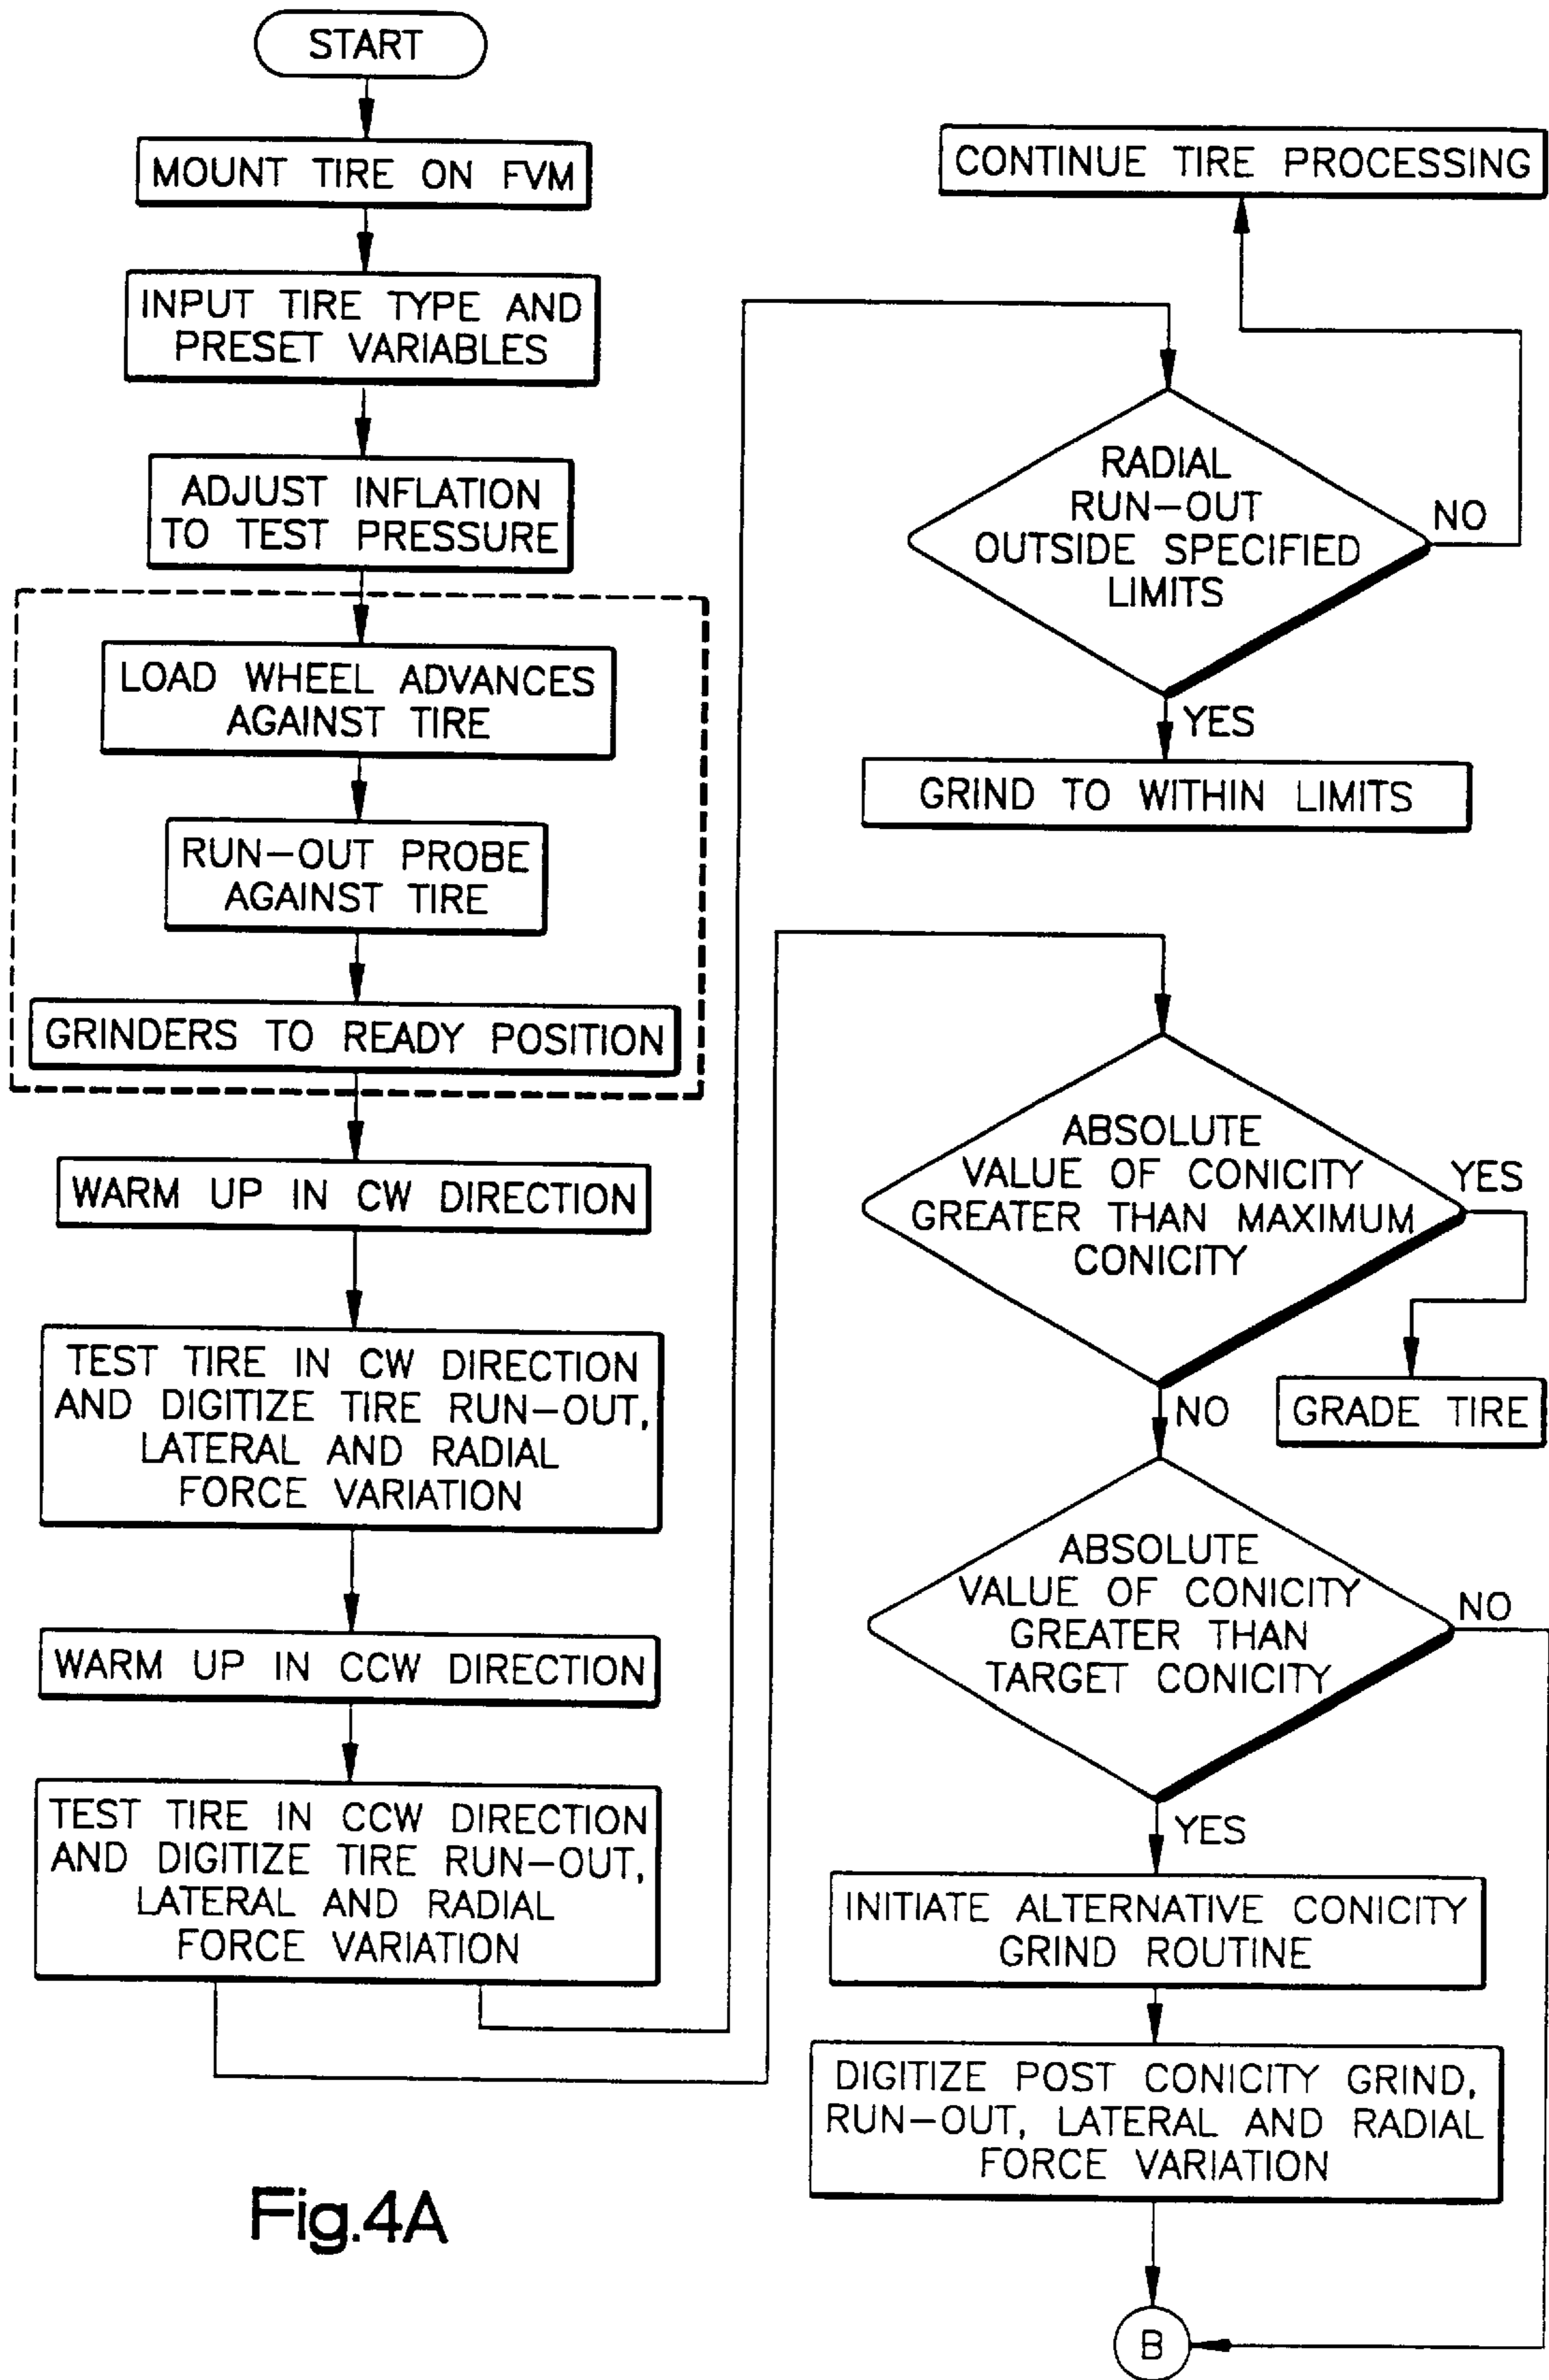 START
MOUNT TIRE ON FVM
INPUT TIRE TYPE AND
PRESET VARIABLES
ADJUST INFLATION
TO TEST PRESSURE
LOAD WHEEL ADVANCES
AGAINST TIRE
RUN-OUT PROBE
AGAINST TIRE
GRINDERS TO READY POSITION
WARM UP IN CW DIRECTION
TEST TIRE IN CW DIRECTION
AND DIGITIZE TIRE RUN-OUT,
LATERAL AND RADIAL
FORCE VARIATION
WARM UP IN CCW DIRECTION
TEST TIRE IN CCW DIRECTION
AND DIGITIZE TIRE RUN-OUT,
LATERAL AND RADIAL
FORCE VARIATION
CONTINUE TIRE PROCESSING
RADIAL
RUN-OUT
OUTSIDE SPECIFIED
LIMITS
NO
YES
GRIND TO WITHIN LIMITS
ABSOLUTE
VALUE OF CONICITY
GREATER THAN MAXIMUM
CONICITY
YES
NO
GRADE TIRE
ABSOLUTE
VALUE OF CONICITY
GREATER THAN
TARGET CONICITY
NO
YES
INITIATE ALTERNATIVE CONICITY
GRIND ROUTINE
DIGITIZE POST CONICITY GRIND,
RUN-OUT, LATERAL AND RADIAL
FORCE VARIATION
B
Fig.4A